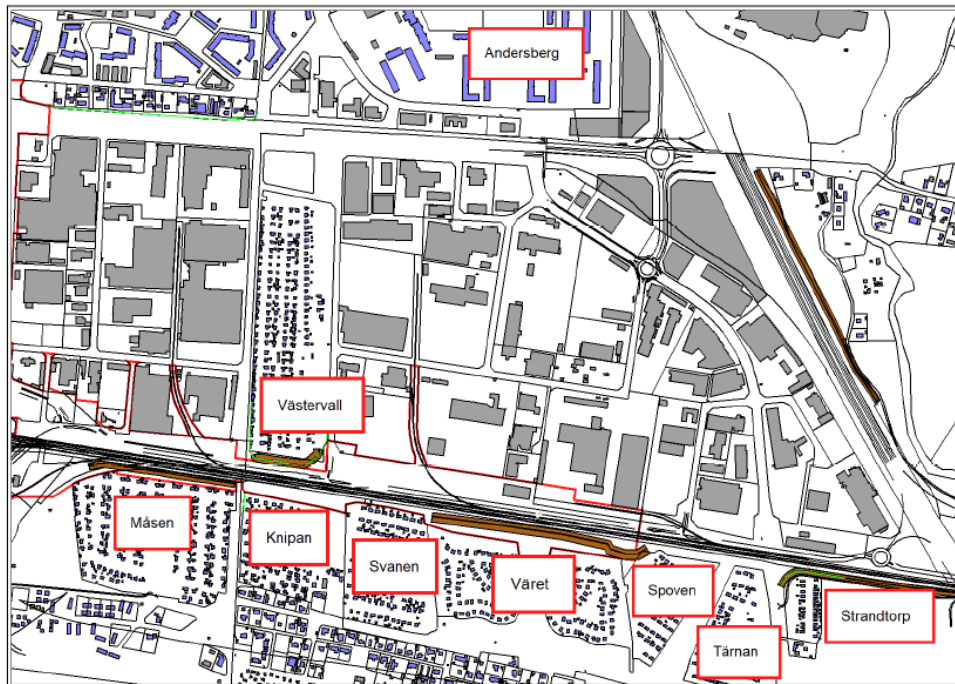 Andersberg
Västervall
Måsen
Knipan
Svanen
Väret
Spoven
Tärnan
Strandtorp